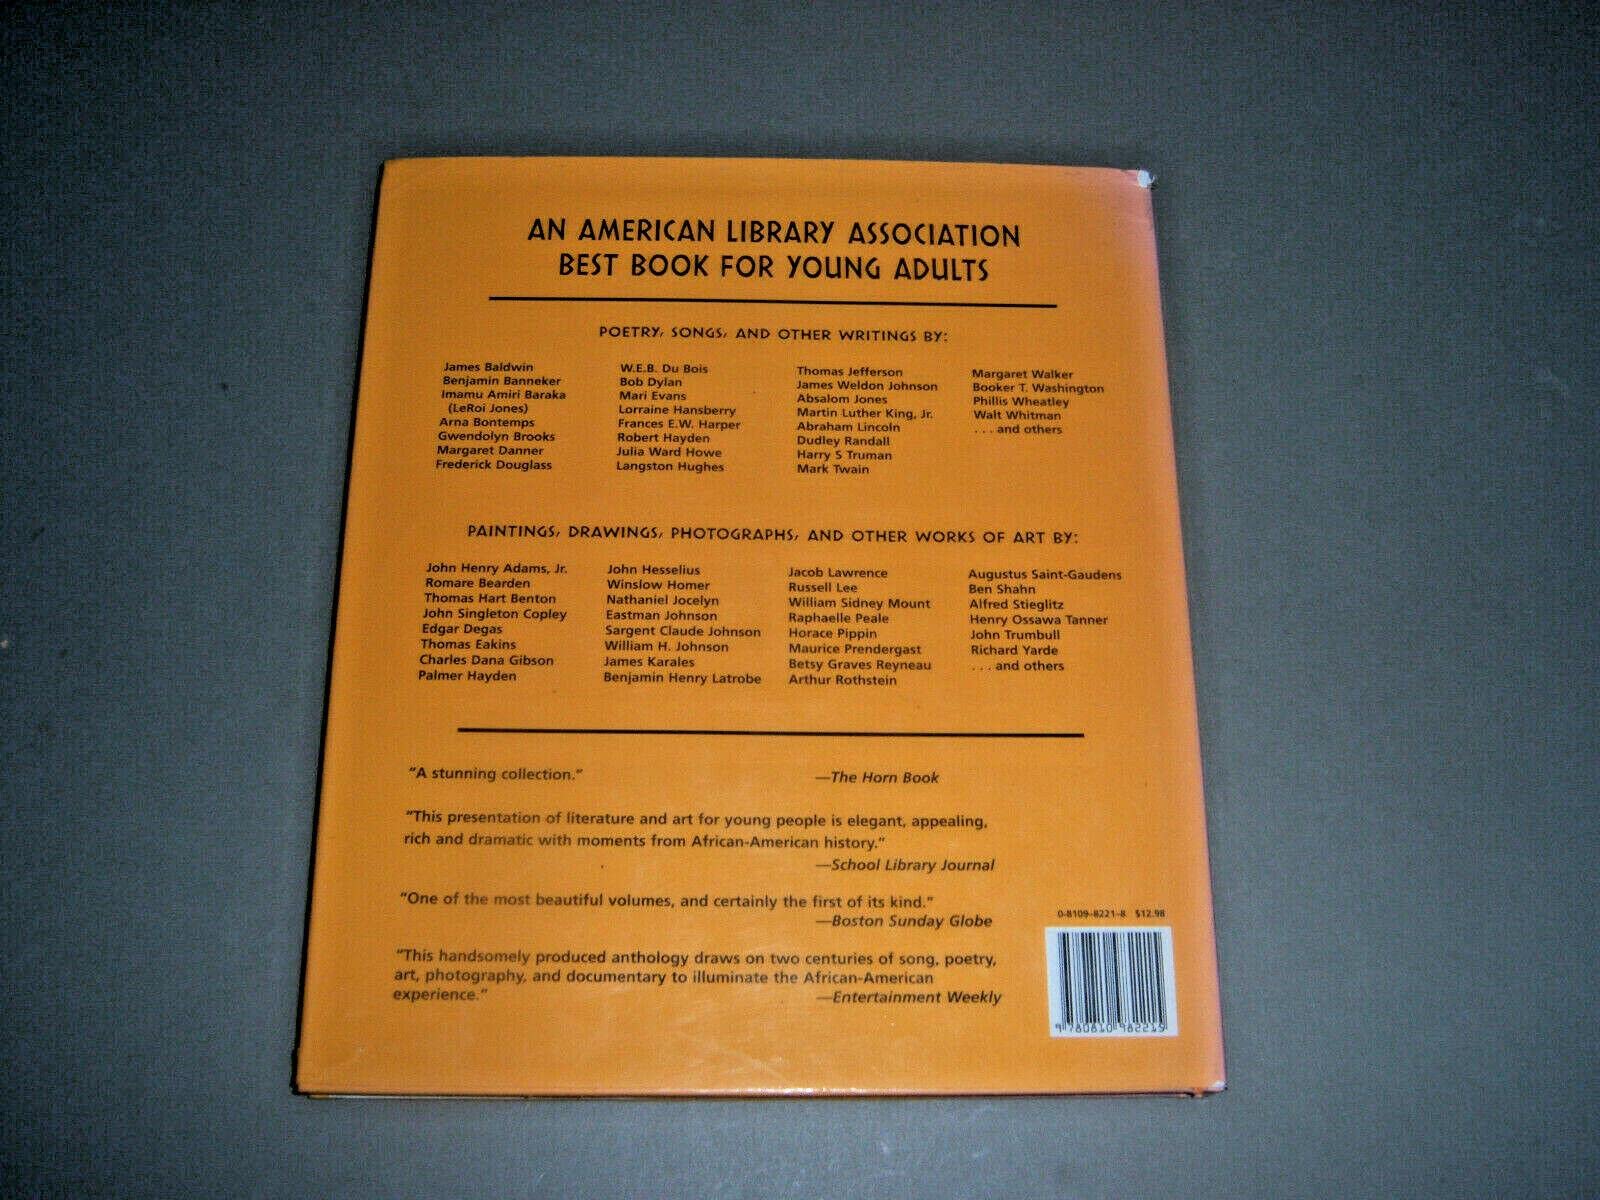 AN AMERICAN LIBRARY ASSOCIATION
BEST BOOK FOR YOUNG ADULTS
POETRY, SONGS, AND OTHER WRITINGS BY:
James Baldwin
Benjamin Banneker
Imamu Amiri Baraka
(LeRoi Jones)
Arna Bontemps
Gwendolyn Brooks
Margaret Danner
Frederick Douglass
W.E.B. Du Bois
Bob Dylan
Mari Evans
Lorraine Hansberry
Frances E.W. Harper
Robert Hayden
Julia Ward Howe
Langston Hughes
Thomas Jefferson
James Weldon Johnson
Absalom Jones
Martin Luther King, Jr.
Abraham Lincoln
Dudley Randall
Harry S Truman
Mark Twain
Margaret Walker
Booker T. Washington
Phillis Wheatley
Walt Whitman
. . . and others
PAINTINGS, DRAWINGS, PHOTOGRAPHS, AND OTHER WORKS OF ART BY:
John Henry Adams, Jr.
Romare Bearden
Thomas Hart Benton
John Singleton Copley
Edgar Degas
Thomas Eakins
Charles Dana Gibson
Palmer Hayden
John Hesselius
Winslow Homer
Nathaniel Jocelyn
Eastman Johnson
Sargent Claude Johnson
William H. Johnson
James Karales
Benjamin Henry Latrobe
Jacob Lawrence
Russell Lee
William Sidney Mount
Raphaelle Peale
Horace Pippin
Maurice Prendergast
Betsy Graves Reyneau
Arthur Rothstein
Augustus Saint-Gaudens
Ben Shahn
Alfred Stieglitz
Henry Ossawa Tanner
John Trumbull
Richard Yarde
. . . and others
"A stunning collection." —The Horn Book
"This presentation of literature and art for young people is elegant, appealing,
rich and dramatic with moments from African-American history."
—School Library Journal
"One of the most beautiful volumes, and certainly the first of its kind."
—Boston Sunday Globe
"This handsomely produced anthology draws on two centuries of song, poetry,
art, photography, and documentary to illuminate the African-American
experience." —Entertainment Weekly
0-8109-8221-8 $12.98
9 780810 982215